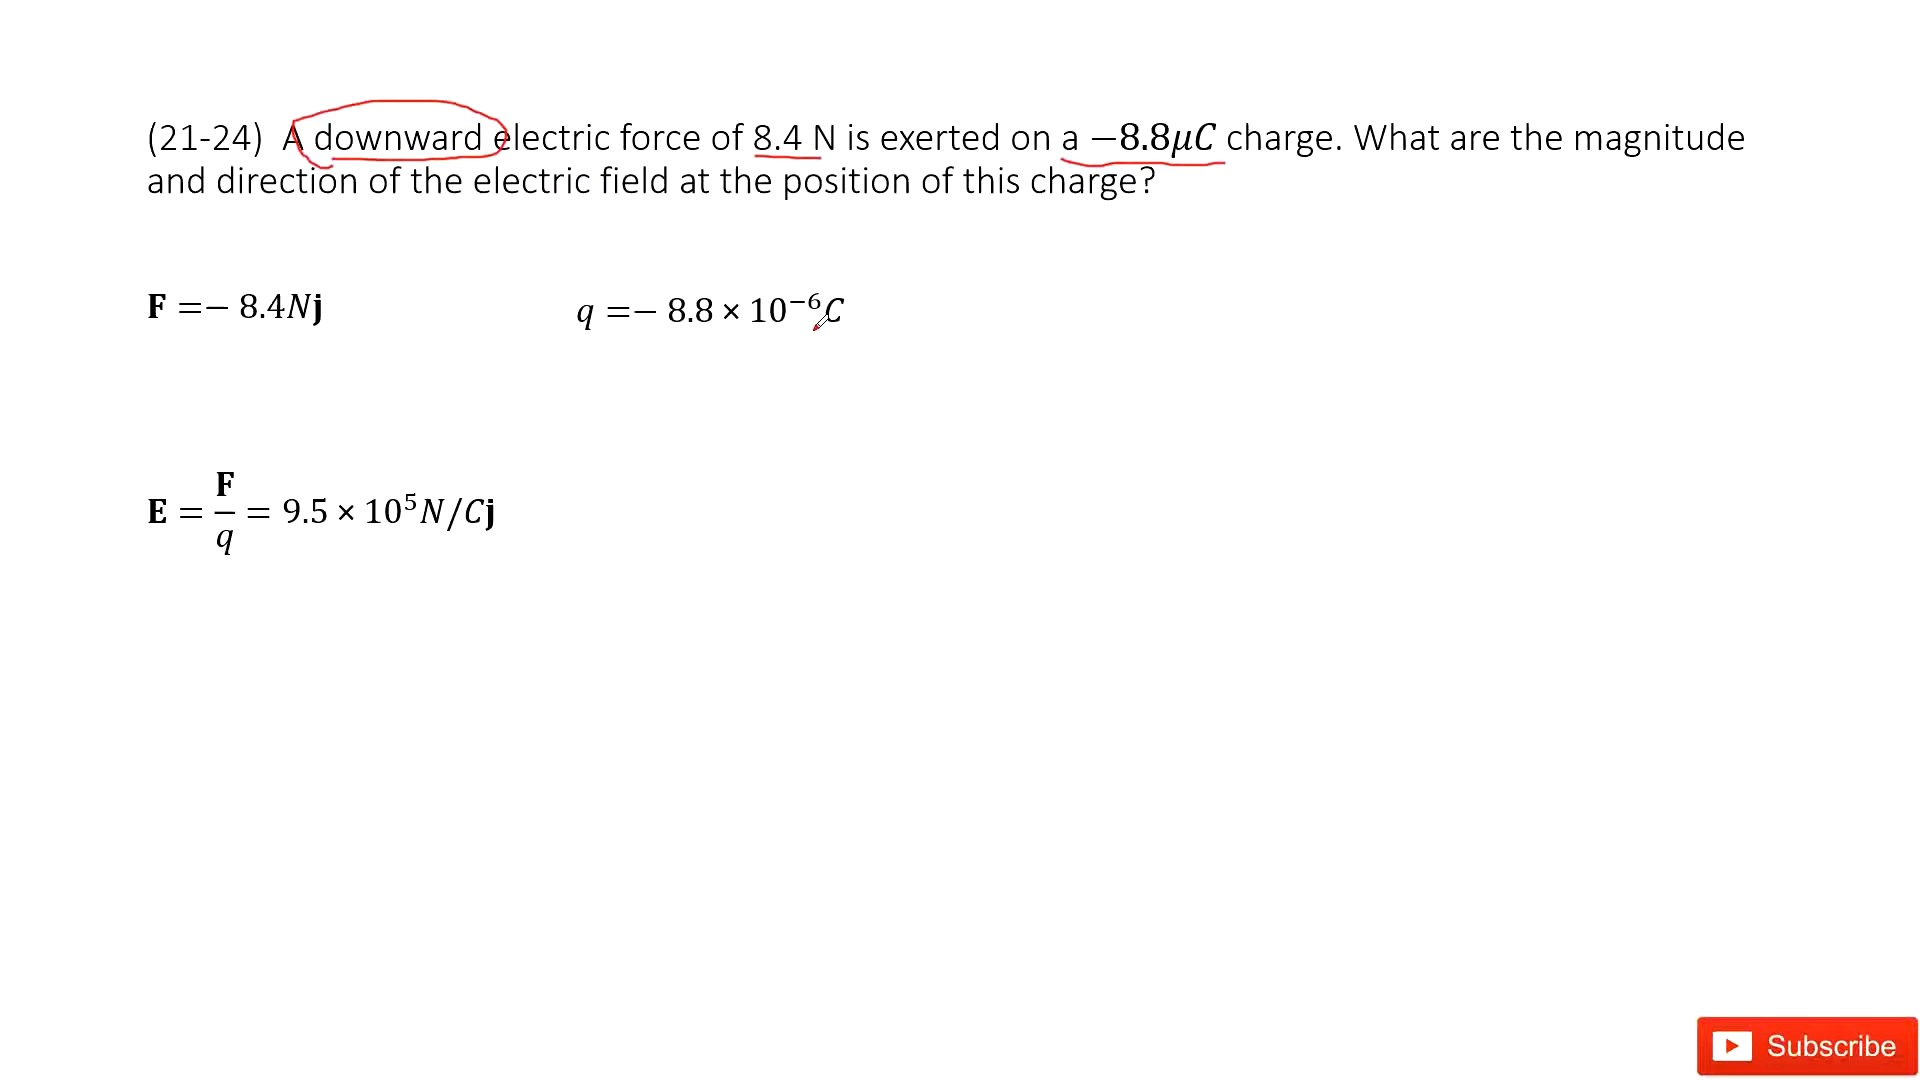 (21-24) A downward electric force of 8.4 N is exerted on a −8.8μC charge. What are the magnitude
and direction of the electric field at the position of this charge?
𝐅 =− 8.4N𝐣
q =− 8.8 × 10⁻⁶C
𝐄 = 𝐅/q = 9.5 × 10⁵N/C𝐣
Subscribe